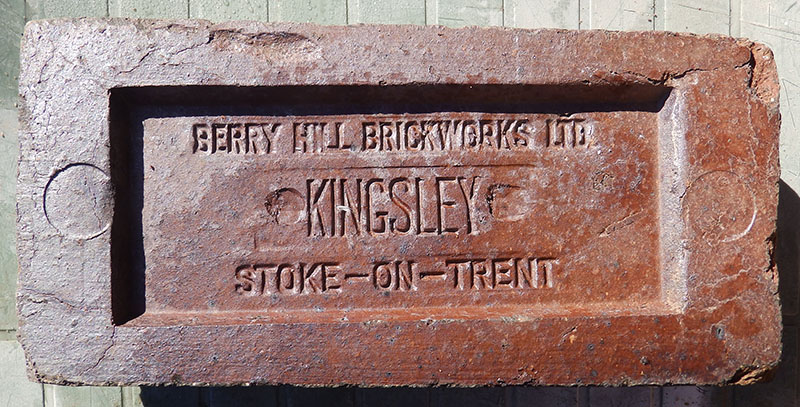 BERRY HILL BRICKWORKS LTD.
KINGSLEY
STOKE-ON-TRENT